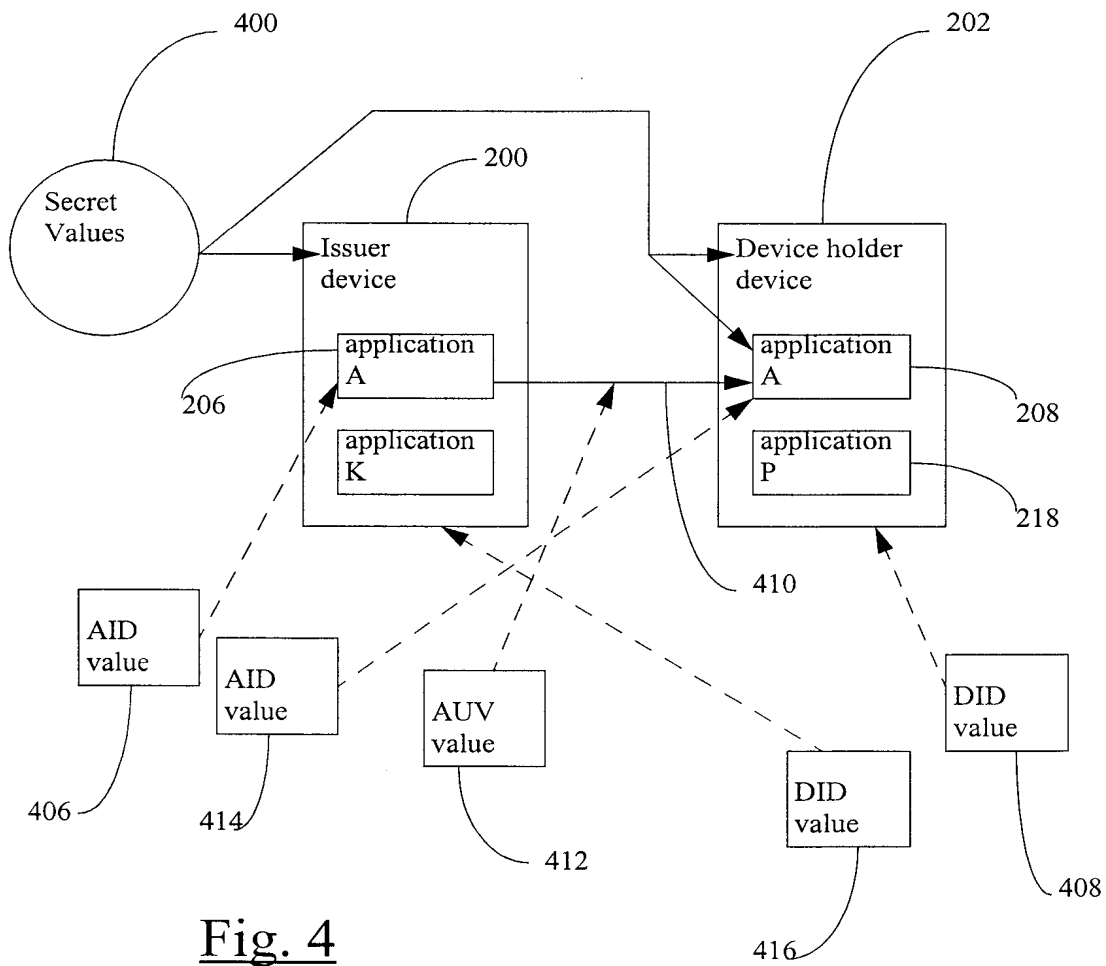 400
202
200
Secret
Values
Issuer
device
Device holder
device
application
A
application
A
206
208
application
K
application
P
218
410
AID
value
AID
value
AUV
value
DID
value
DID
value
406
414
412
408
416
Fig. 4